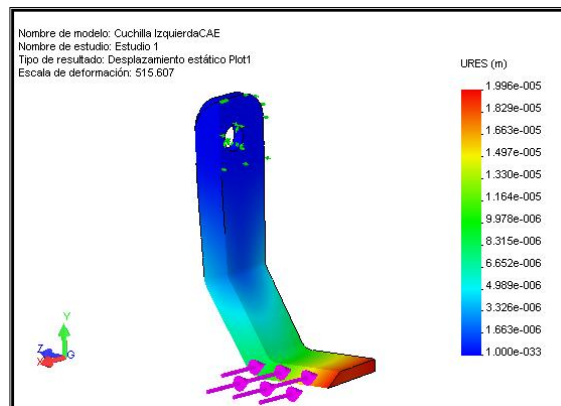 Nombre de modelo: Cuchilla IzquierdaCAE
Nombre de estudio: Estudio 1
Tipo de resultado: Desplazamiento estático Plot1
Escala de deformación: 515.607
URES (m)
1.996e-005
1.829e-005
1.663e-005
1.497e-005
1.330e-005
1.164e-005
9.978e-006
8.315e-006
6.652e-006
4.989e-006
3.326e-006
1.663e-006
1.000e-033
Y
Z
X
G